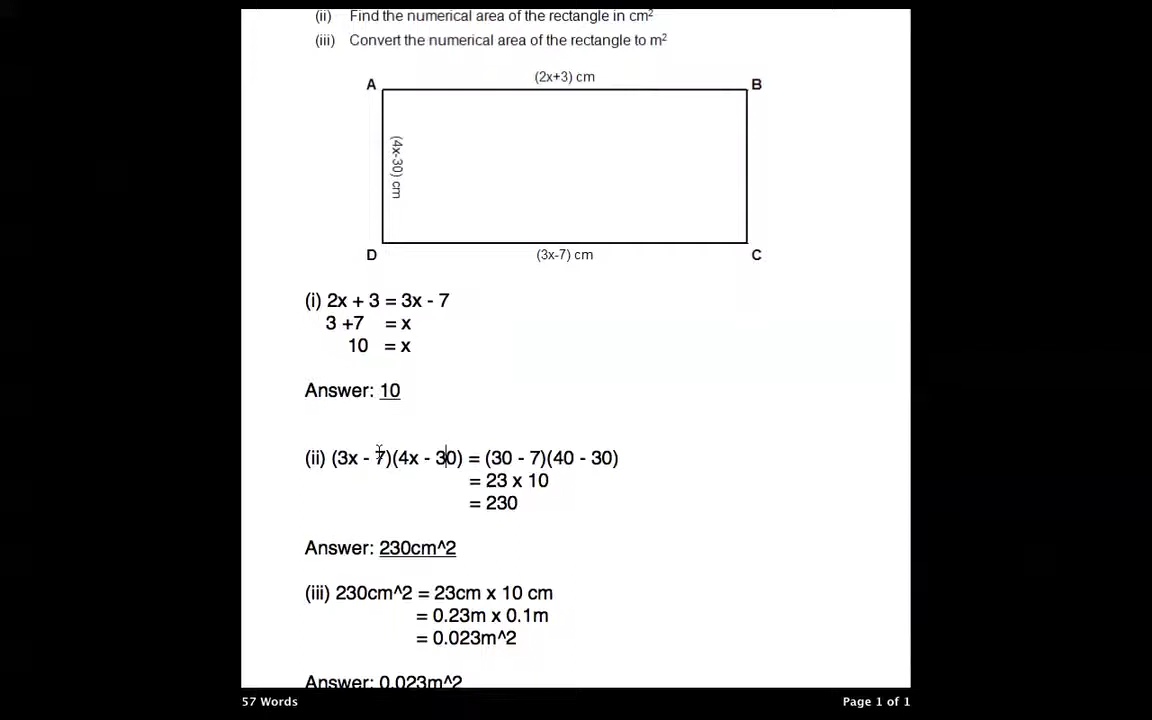 (ii) Find the numerical area of the rectangle in cm²
(iii) Convert the numerical area of the rectangle to m²
(2x+3) cm
A
B
(4x-30) cm
D
C
(3x-7) cm
(i) 2x + 3 = 3x - 7
3 +7 = x
10 = x
Answer: 10
(ii) (3x - 7)(4x - 30) = (30 - 7)(40 - 30)
= 23 x 10
= 230
Answer: 230cm^2
(iii) 230cm^2 = 23cm x 10 cm
= 0.23m x 0.1m
= 0.023m^2
Answer: 0.023m^2
57 Words
Page 1 of 1